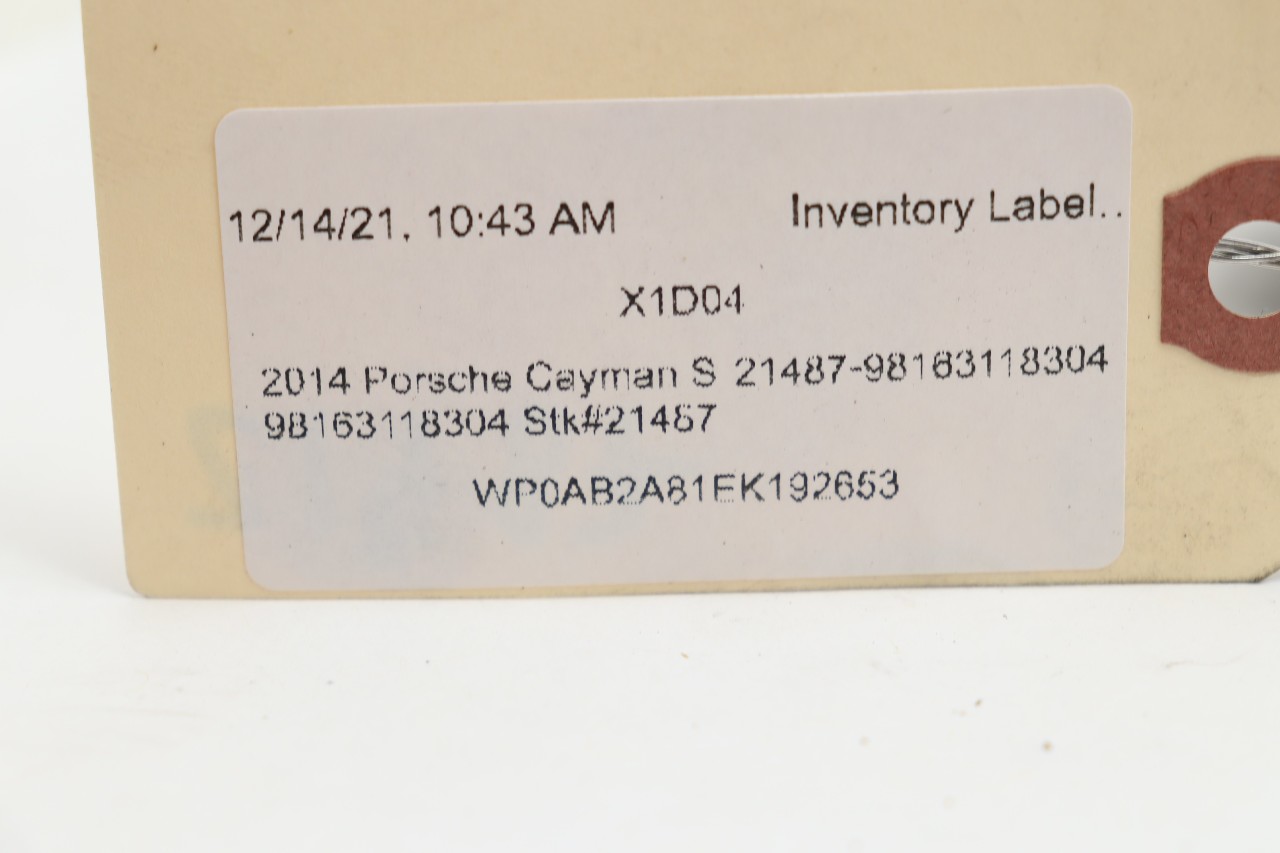 12/14/21, 10:43 AM Inventory Label..
X1D04
2014 Porsche Cayman S 21487-98163118304
98163118304 Stk#21487
WP0AB2A81EK192653